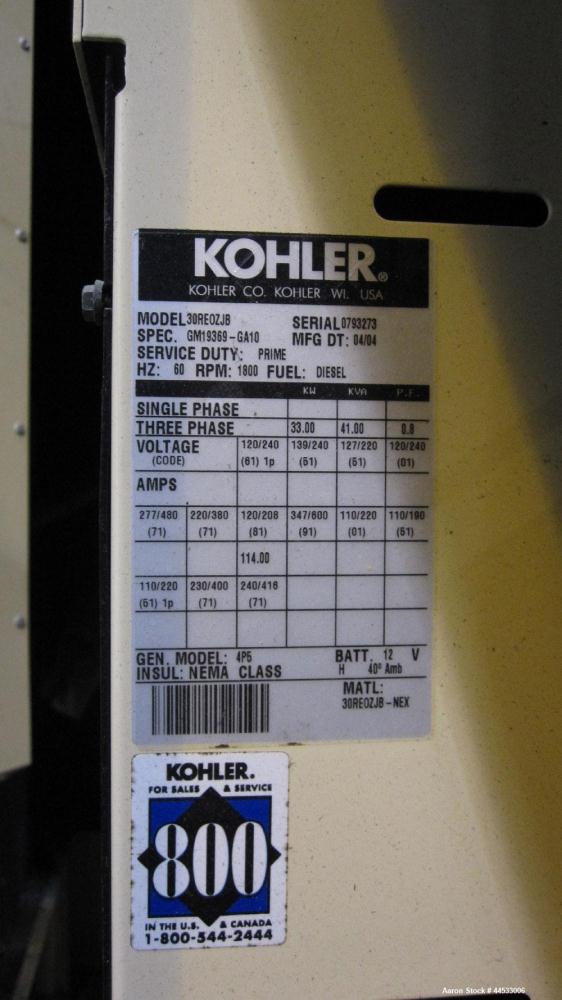 KOHLER®
KOHLER CO. KOHLER WI. USA
MODEL 30REOZJB SERIAL 0793273
SPEC. GM19369-GA10 MFG DT: 04/04
SERVICE DUTY: PRIME
HZ: 60 RPM: 1800 FUEL: DIESEL
KW KVA P.F.
SINGLE PHASE
THREE PHASE 33.00 41.00 0.8
VOLTAGE 120/240 139/240 127/220 120/240
(CODE) (61) 1p (51) (51) (01)
AMPS
277/480 220/380 120/208 347/600 110/220 110/190
(71) (71) (81) (91) (01) (51)
114.00
110/220 230/400 240/416
(61) 1p (71) (71)
GEN. MODEL: 4P5 BATT. 12 V
INSUL: NEMA CLASS H 40° Amb
MATL:
30REOZJB-NEX
KOHLER.
FOR SALES & SERVICE
800
IN THE U.S. & CANADA
1-800-544-2444
Aaron Stock # 44533006